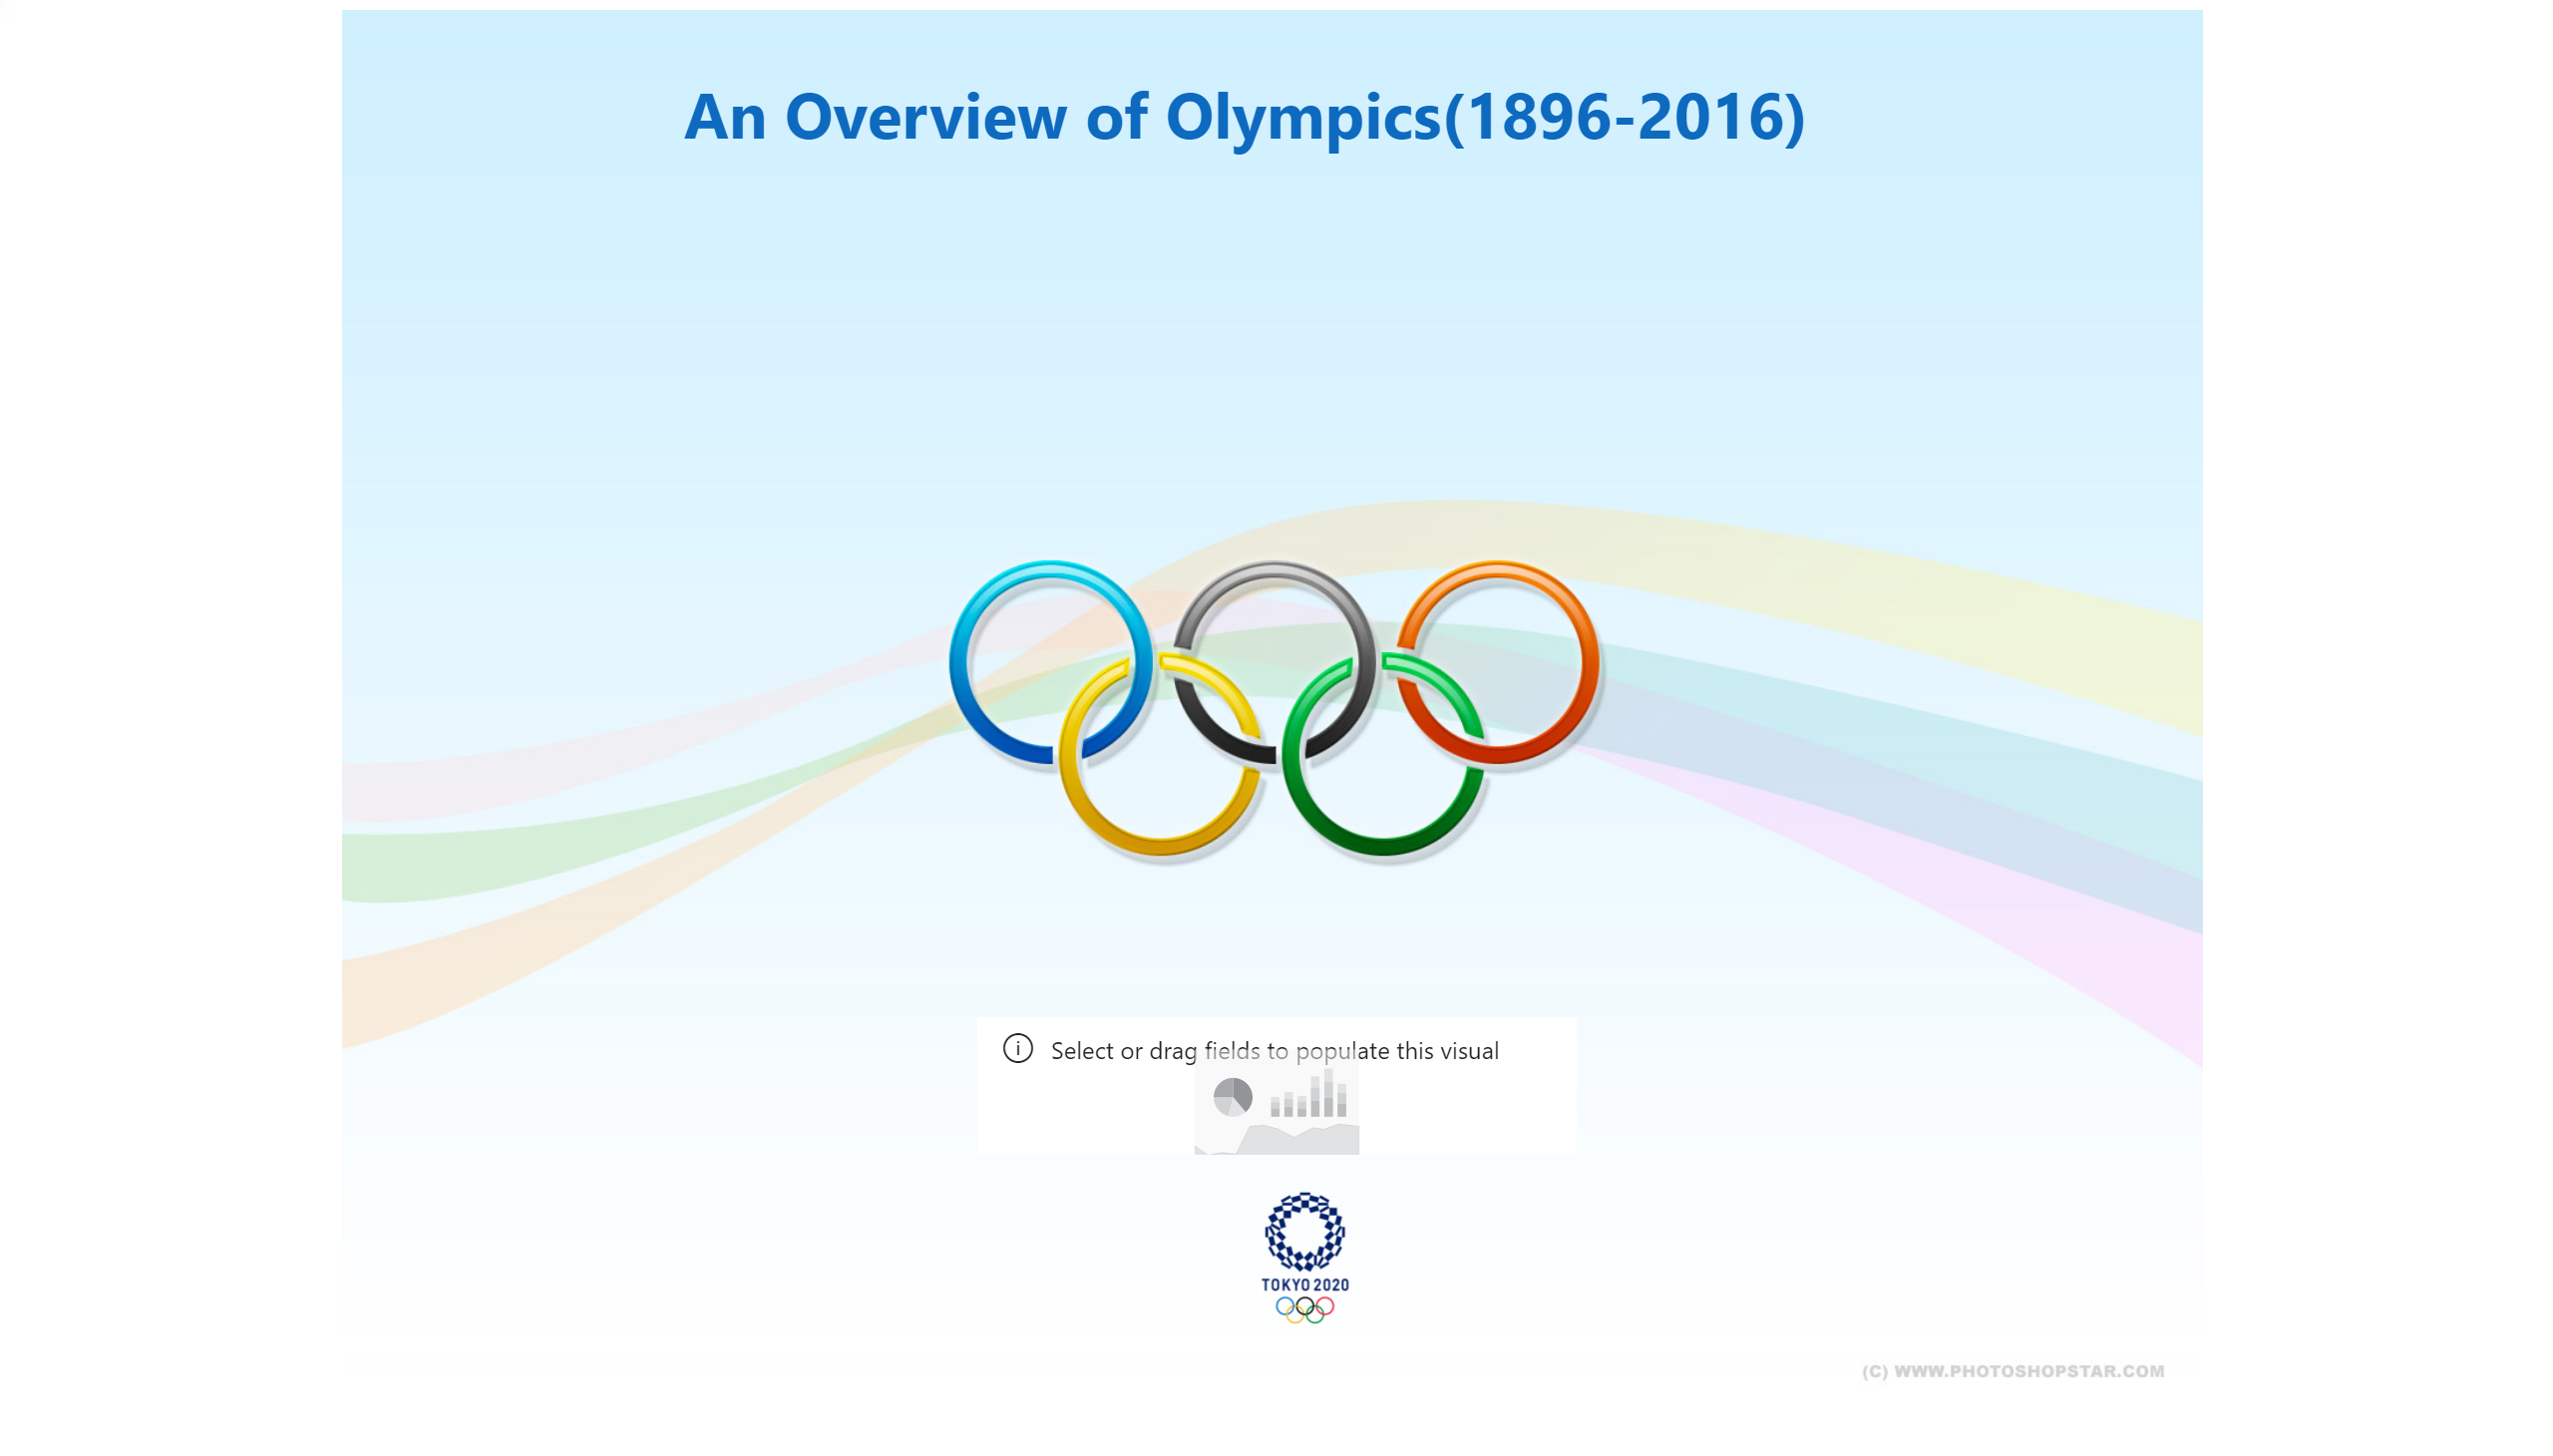 An Overview of Olympics(1896-2016)
Select or drag fields to populate this visual
TOKYO 2020
(C) WWW.PHOTOSHOPSTAR.COM